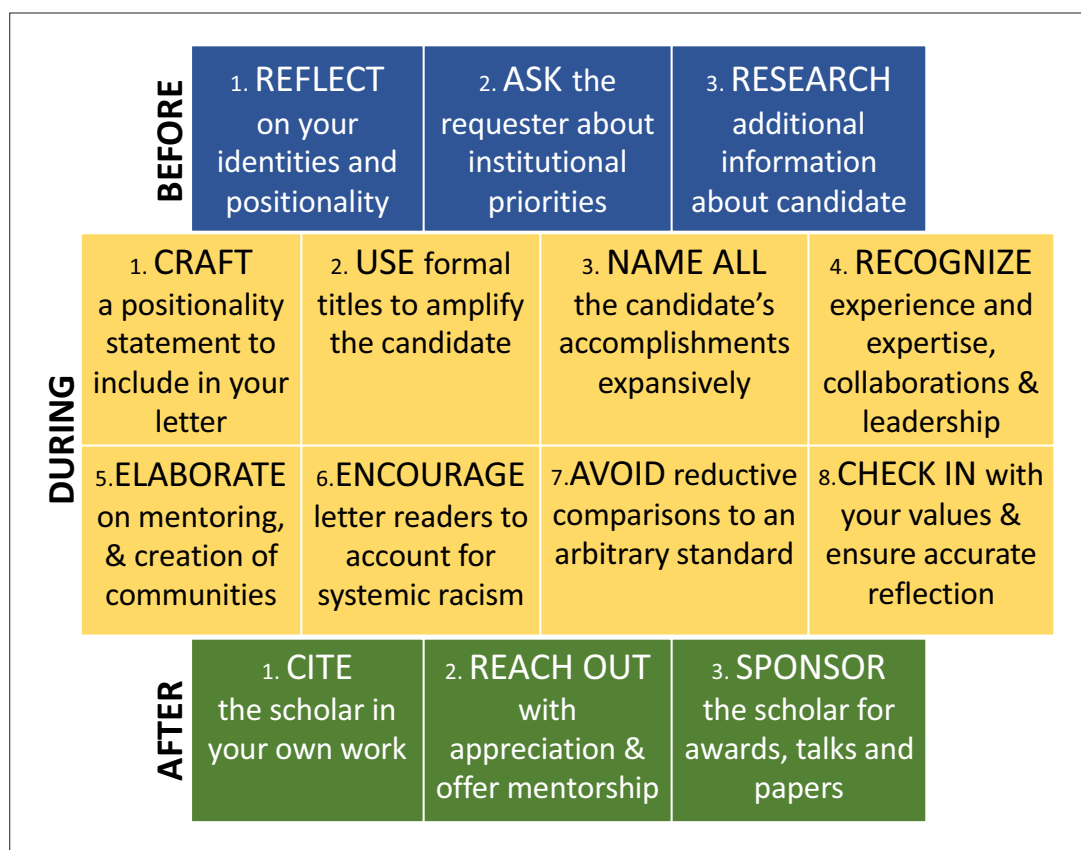 BEFORE
1. REFLECT
on your
identities and
positionality
2. ASK the
requester about
institutional
priorities
3. RESEARCH
additional
information
about candidate
DURING
1. CRAFT
a positionality
statement to
include in your
letter
2. USE formal
titles to amplify
the candidate
3. NAME ALL
the candidate’s
accomplishments
expansively
4. RECOGNIZE
experience and
expertise,
collaborations &
leadership
5.ELABORATE
on mentoring,
& creation of
communities
6.ENCOURAGE
letter readers to
account for
systemic racism
7.AVOID reductive
comparisons to an
arbitrary standard
8.CHECK IN with
your values &
ensure accurate
reflection
AFTER
1. CITE
the scholar in
your own work
2. REACH OUT
with
appreciation &
offer mentorship
3. SPONSOR
the scholar for
awards, talks and
papers